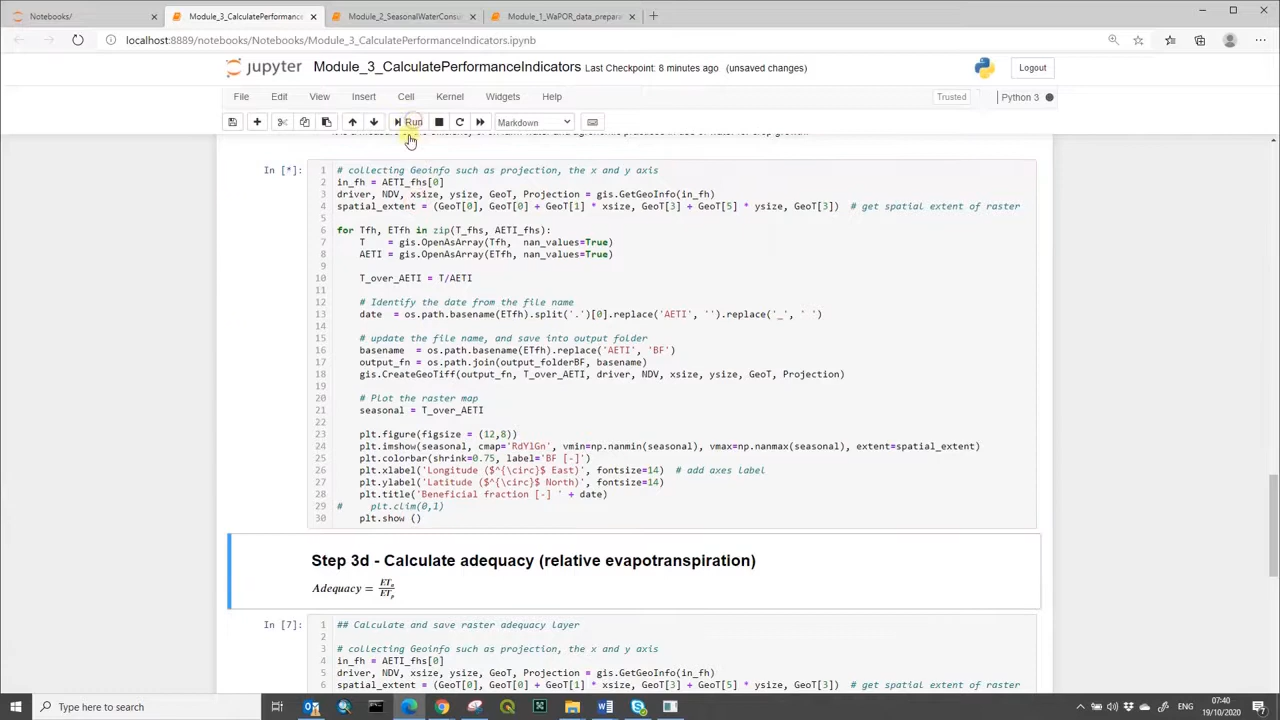 Notebooks/
Module_3_CalculatePerformance
Module_2_SeasonalWaterConsu
Module_1_WaPOR_data_prepara
localhost:8889/notebooks/Notebooks/Module_3_CalculatePerformanceIndicators.ipynb
jupyter Module_3_CalculatePerformanceIndicators Last Checkpoint: 8 minutes ago (unsaved changes)
Logout
File Edit View Insert Cell Kernel Widgets Help
Trusted
Python 3
Run
Markdown
In [*]:
1 # collecting Geoinfo such as projection, the x and y axis
2 in_fh = AETI_fhs[0]
3 driver, NDV, xsize, ysize, GeoT, Projection = gis.GetGeoInfo(in_fh)
4 spatial_extent = (GeoT[0], GeoT[0] + GeoT[1] * xsize, GeoT[3] + GeoT[5] * ysize, GeoT[3]) # get spatial extent of raster
5
6 for Tfh, ETfh in zip(T_fhs, AETI_fhs):
7 T = gis.OpenAsArray(Tfh, nan_values=True)
8 AETI = gis.OpenAsArray(ETfh, nan_values=True)
9
10 T_over_AETI = T/AETI
11
12 # Identify the date from the file name
13 date = os.path.basename(ETfh).split('.')[0].replace('AETI', '').replace('_', ' ')
14
15 # update the file name, and save into output folder
16 basename = os.path.basename(ETfh).replace('AETI', 'BF')
17 output_fn = os.path.join(output_folderBF, basename)
18 gis.CreateGeoTiff(output_fn, T_over_AETI, driver, NDV, xsize, ysize, GeoT, Projection)
19
20 # Plot the raster map
21 seasonal = T_over_AETI
22
23 plt.figure(figsize = (12,8))
24 plt.imshow(seasonal, cmap='RdYlGn', vmin=np.nanmin(seasonal), vmax=np.nanmax(seasonal), extent=spatial_extent)
25 plt.colorbar(shrink=0.75, label='BF [-]')
26 plt.xlabel('Longitude ($^{\circ}$ East)', fontsize=14) # add axes label
27 plt.ylabel('Latitude ($^{\circ}$ North)', fontsize=14)
28 plt.title('Beneficial fraction [-] ' + date)
29 # plt.clim(0,1)
30 plt.show ()
Step 3d - Calculate adequacy (relative evapotranspiration)
Adequacy = ETa
ETp
In [7]:
1 ## Calculate and save raster adequacy layer
2
3 # collecting Geoinfo such as projection, the x and y axis
4 in_fh = AETI_fhs[0]
5 driver, NDV, xsize, ysize, GeoT, Projection = gis.GetGeoInfo(in_fh)
6 spatial_extent = (GeoT[0], GeoT[0] + GeoT[1] * xsize, GeoT[3] + GeoT[5] * ysize, GeoT[3]) # get spatial extent of raster
Type here to search
ENG
07:40
19/10/2020